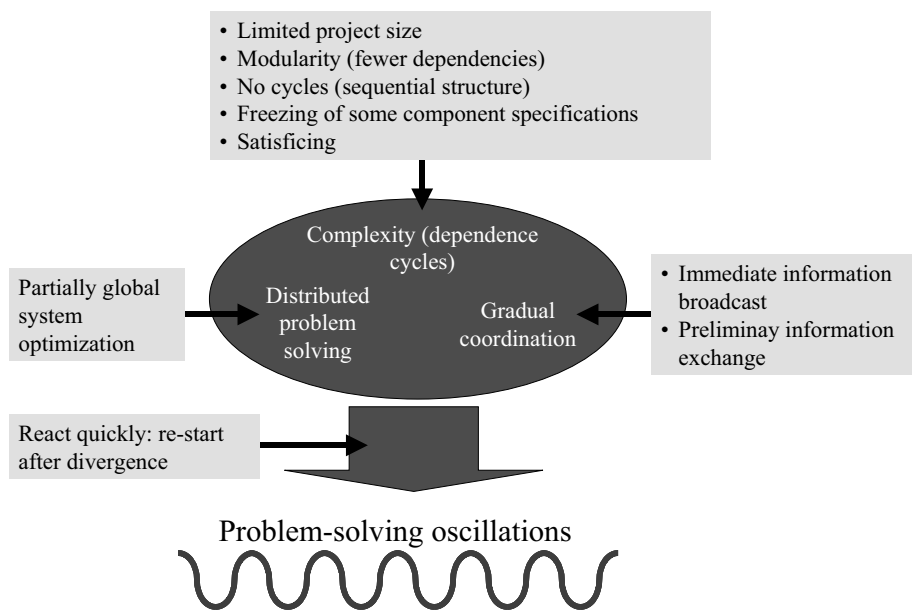 • Limited project size
• Modularity (fewer dependencies)
• No cycles (sequential structure)
• Freezing of some component specifications
• Satisficing
Complexity (dependence
cycles)
Partially global
system
optimization
Distributed
problem
solving
Gradual
coordination
• Immediate information
broadcast
• Preliminay information
exchange
React quickly: re-start
after divergence
Problem-solving oscillations